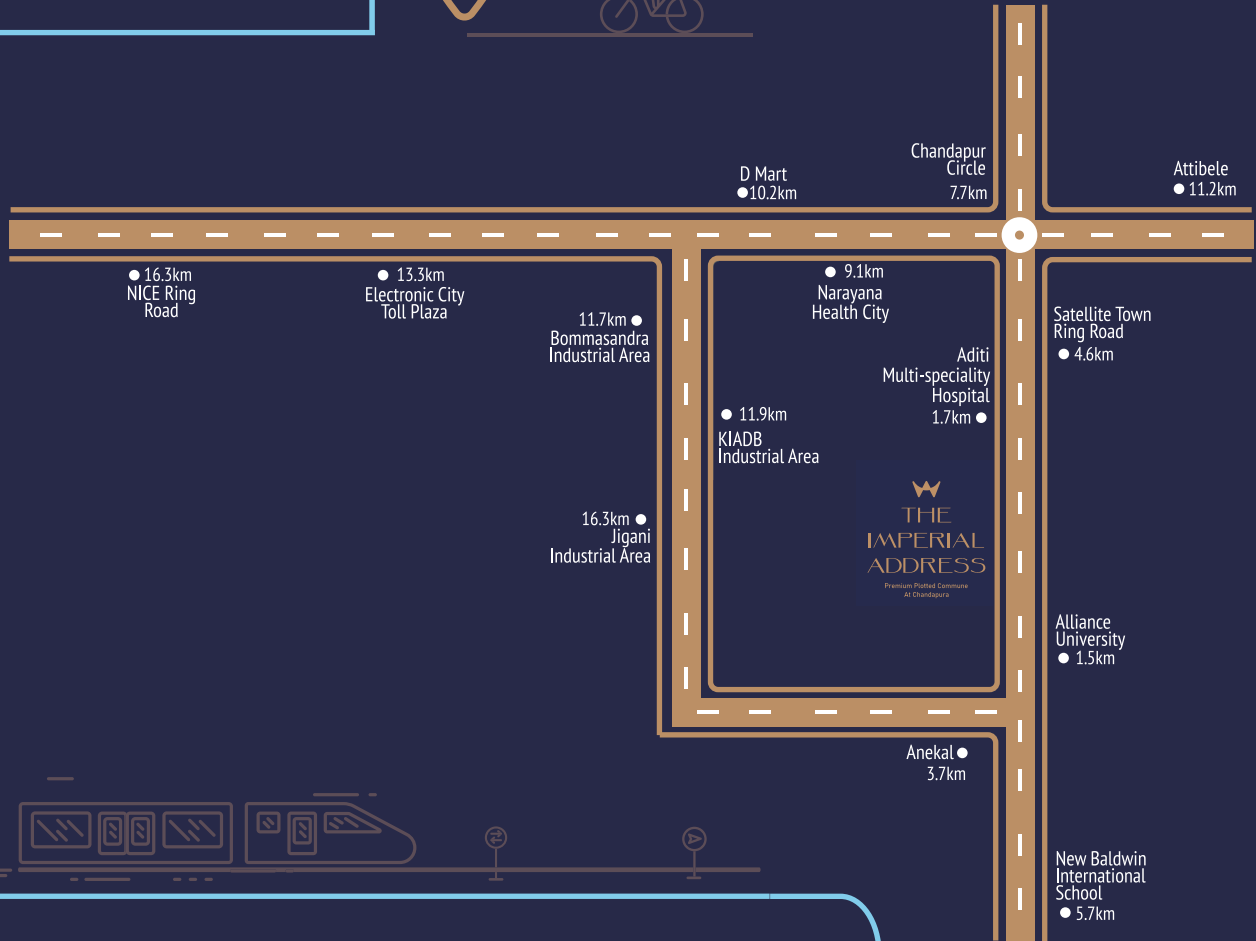 Chandapur
Circle
7.7km
D Mart
10.2km
Attibele
11.2km
16.3km
NICE Ring
Road
13.3km
Electronic City
Toll Plaza
9.1km
Narayana
Health City
11.7km
Bommasandra
Industrial Area
Satellite Town
Ring Road
4.6km
Aditi
Multi-speciality
Hospital
1.7km
11.9km
KIADB
Industrial Area
16.3km
Jigani
Industrial Area
THE
IMPERIAL
ADDRESS
Premium Plotted Commune
At Chandapura
Alliance
University
1.5km
Anekal
3.7km
New Baldwin
International
School
5.7km